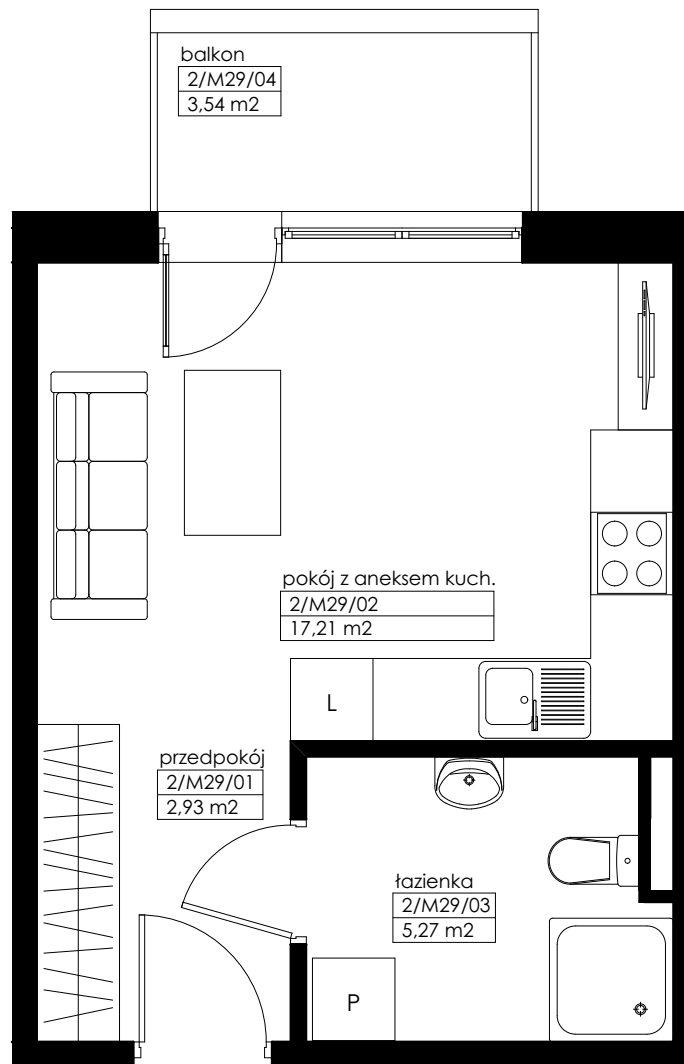 balkon
2/M29/04
3,54 m2
pokój z aneksem kuch.
2/M29/02
17,21 m2
L
przedpokój
2/M29/01
2,93 m2
łazienka
2/M29/03
5,27 m2
P